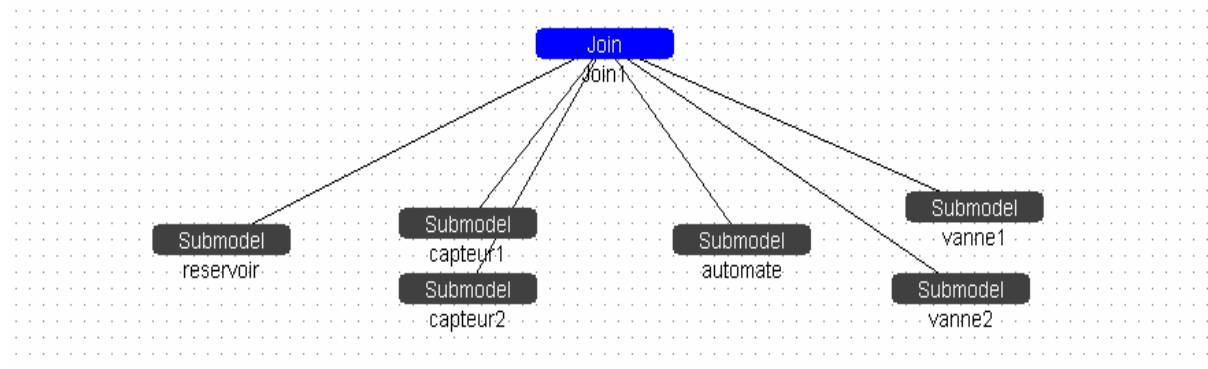 Join
Join1
Submodel
reservoir
Submodel
capteur1
Submodel
capteur2
Submodel
automate
Submodel
vanne1
Submodel
vanne2